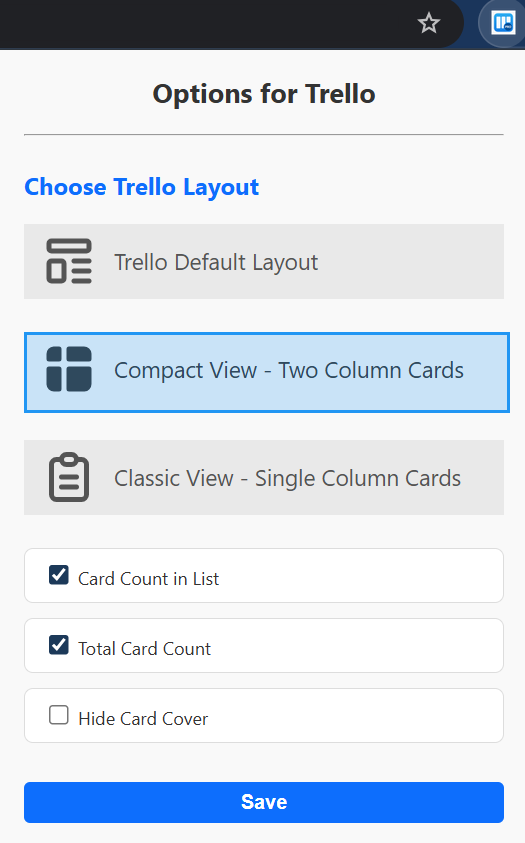 Options for Trello
Choose Trello Layout
Trello Default Layout
Compact View - Two Column Cards
Classic View - Single Column Cards
Card Count in List
Total Card Count
Hide Card Cover
Save